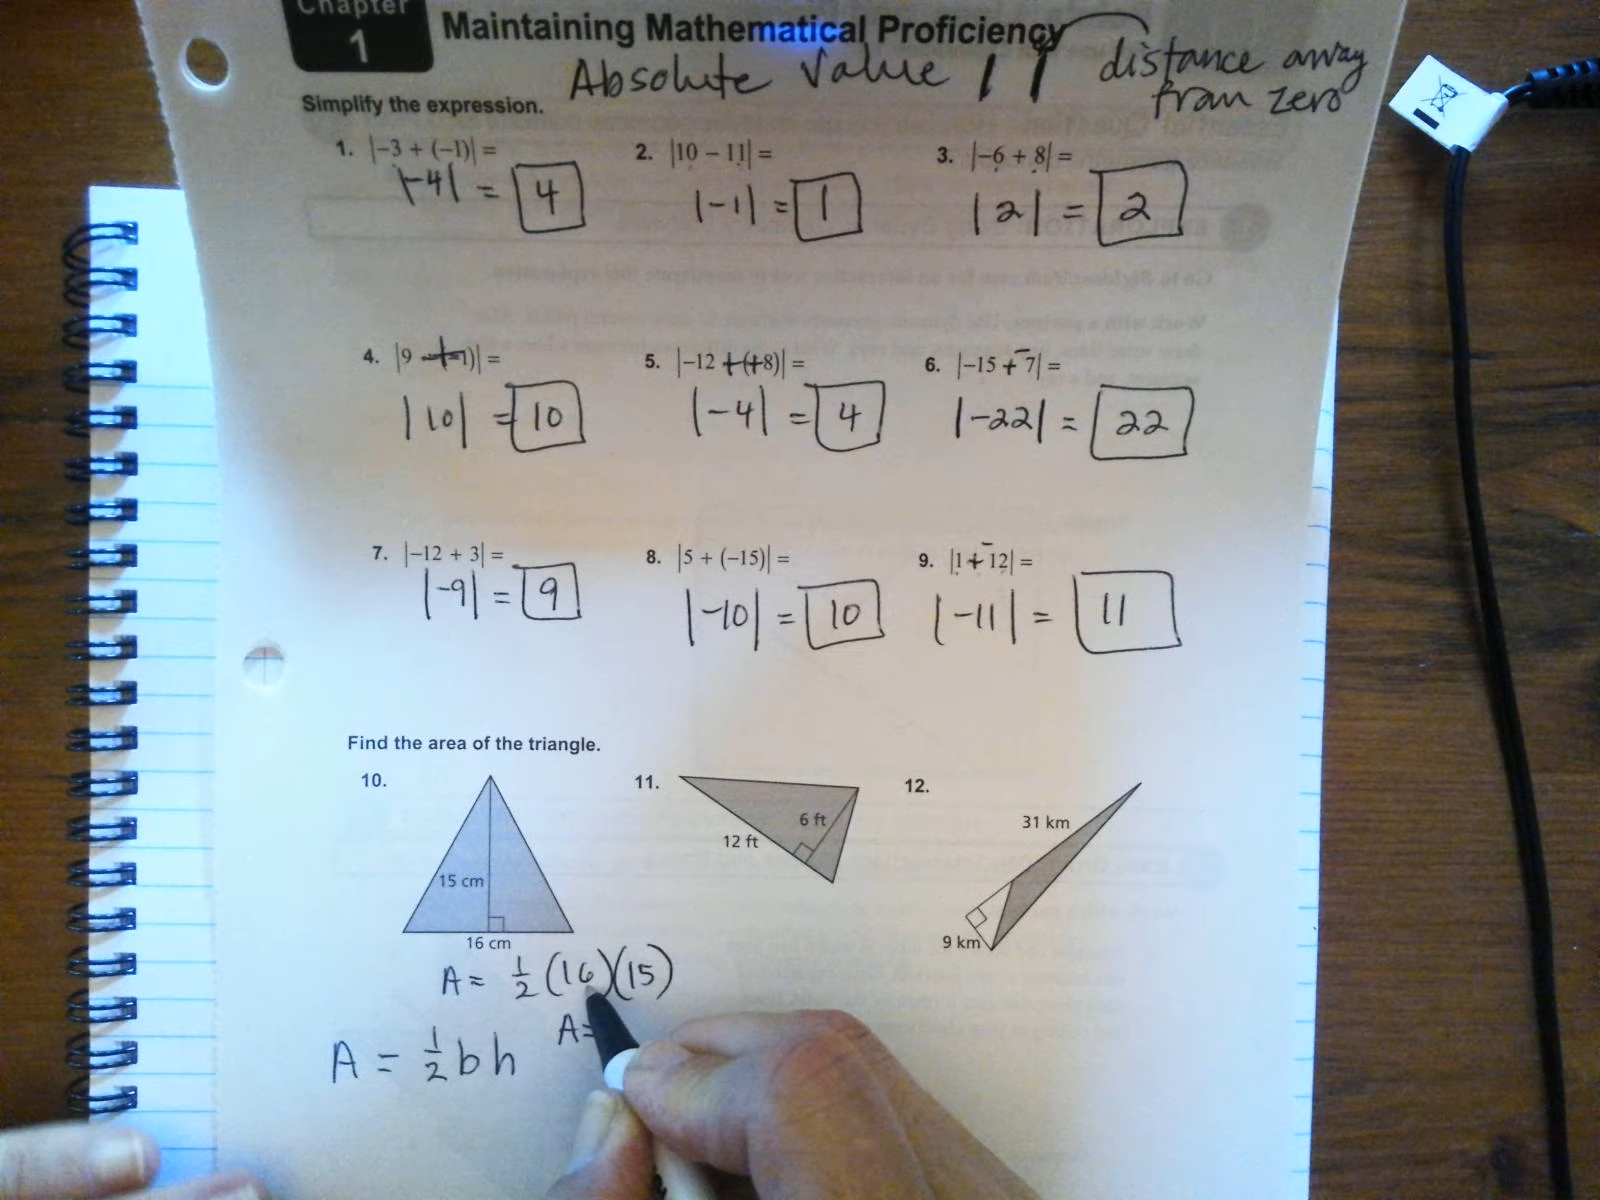 Chapter
1
Maintaining Mathematical Proficiency
Absolute Value | | distance away
from zero
Simplify the expression.
1. |−3 + (−1)| =
|-4| = 4
2. |10 − 11| =
|-1| = 1
3. |−6 + 8| =
|2| = 2
4. |9 − (−1)| =
|10| = 10
5. |−12 + (+8)| =
|-4| = 4
6. |−15 + -7| =
|-22| = 22
7. |−12 + 3| =
|-9| = 9
8. |5 + (−15)| =
|-10| = 10
9. |1 + -12| =
|-11| = 11
Find the area of the triangle.
10.
15 cm
16 cm
A = 1/2 (16)(15)
A =
A = 1/2 b h
11.
6 ft
12 ft
12.
31 km
9 km